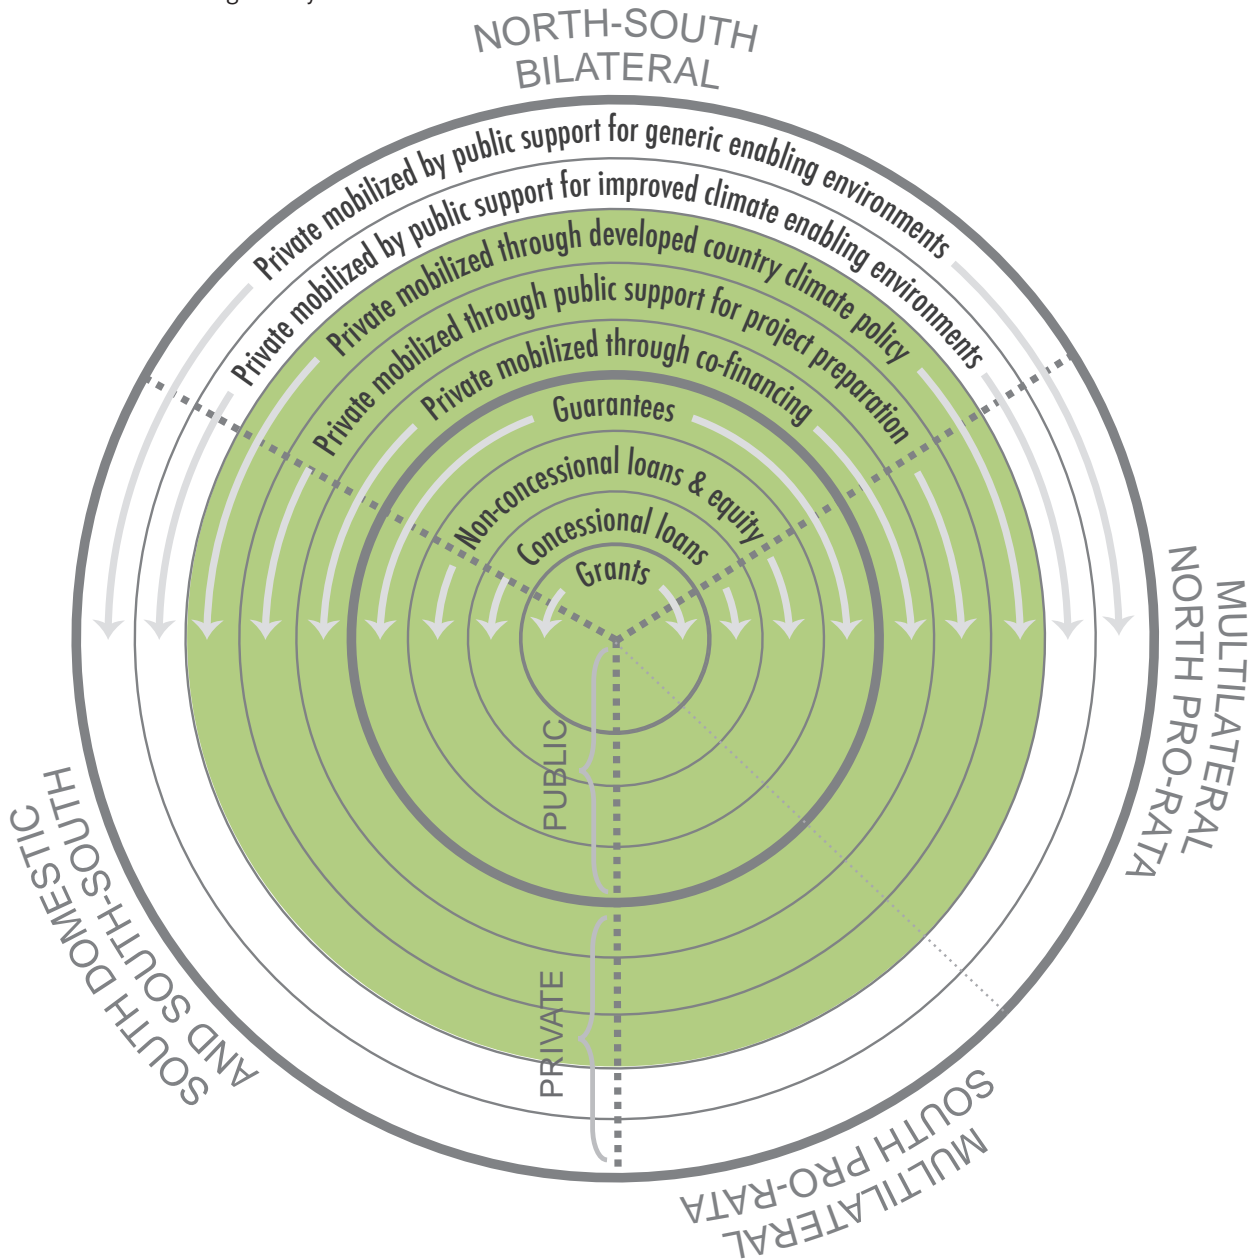 NORTH-SOUTH
BILATERAL
Private mobilized by public support for generic enabling environments
Private mobilized by public support for improved climate enabling environments
Private mobilized through developed country climate policy
Private mobilized through public support for project preparation
Private mobilized through co-financing
Guarantees
Non-concessional loans & equity
Concessional loans
Grants
PUBLIC
PRIVATE
MULTILATERAL
NORTH PRO-RATA
MULTILATERAL
SOUTH PRO-RATA
SOUTH DOMESTIC
AND SOUTH-SOUTH